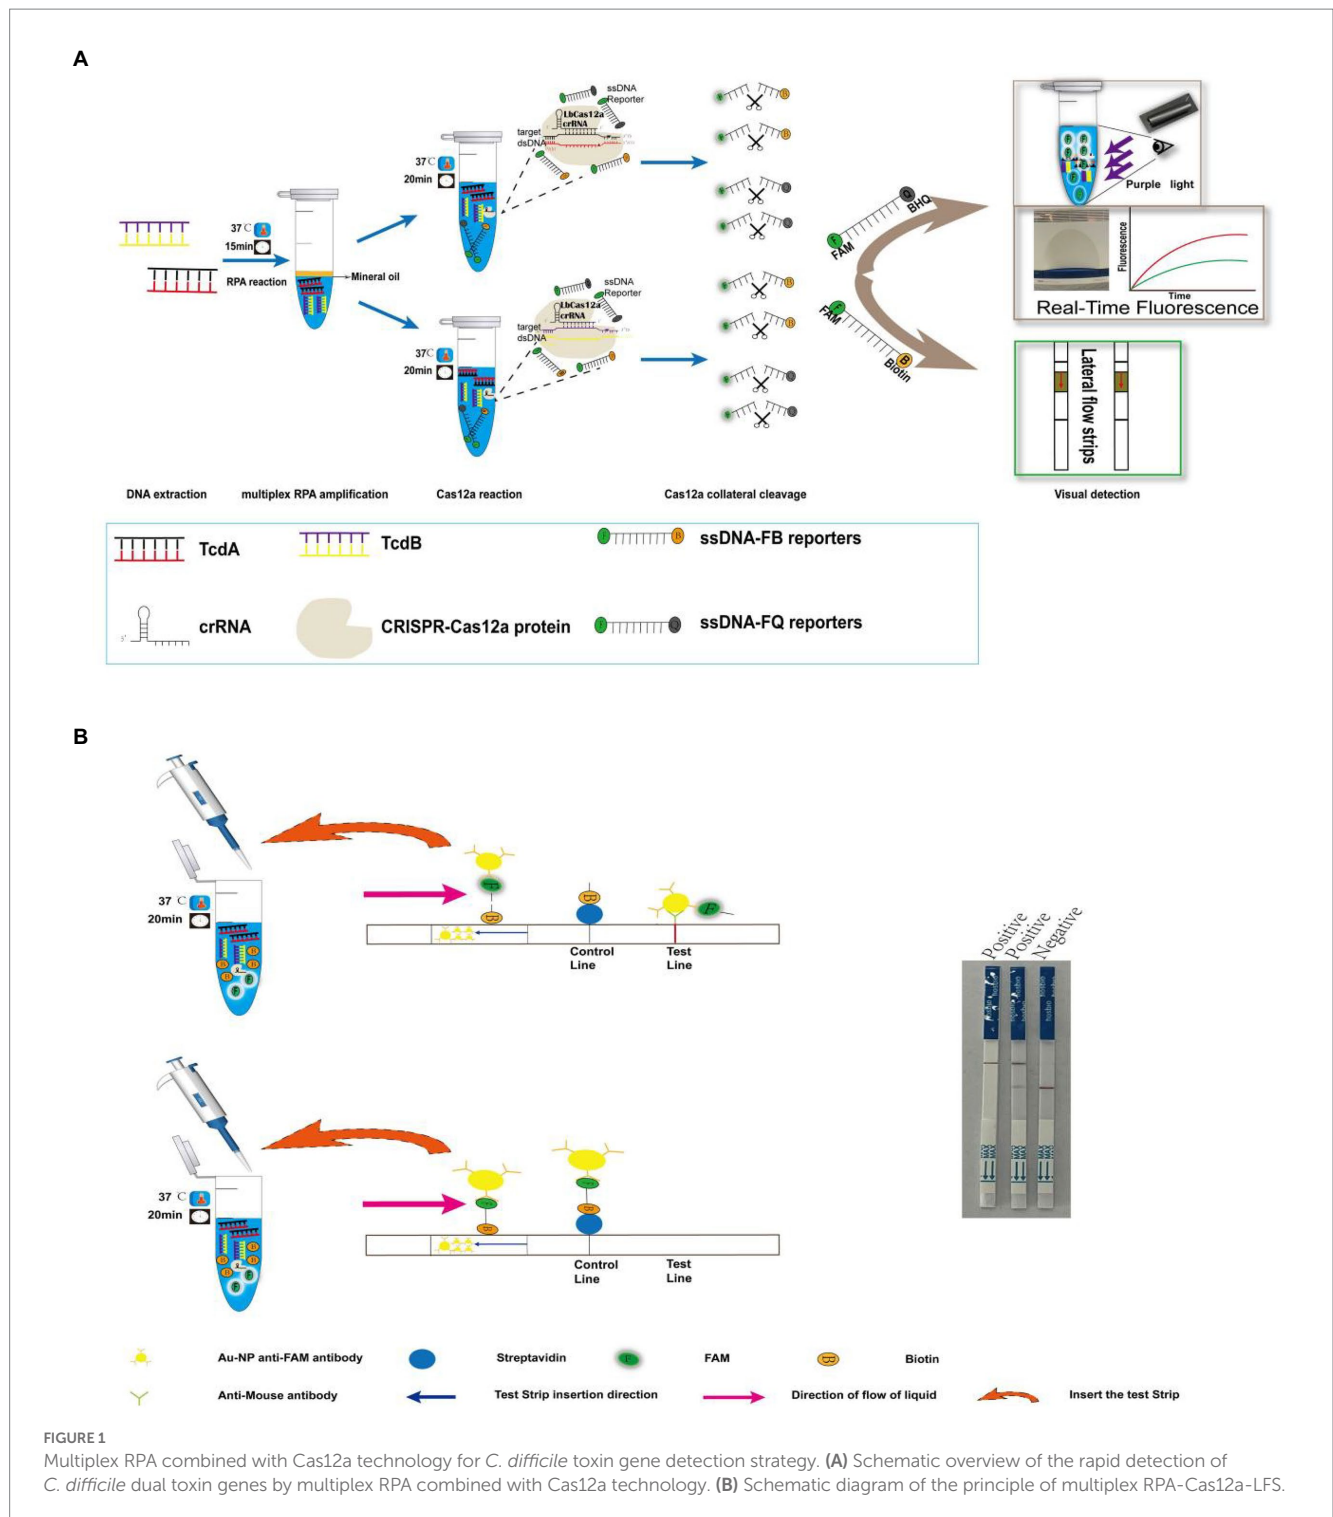 A
ssDNA
Reporter
LbCas12a
crRNA
target
dsDNA
37 C
20min
37 C
15min
RPA reaction
Mineral oil
ssDNA
Reporter
LbCas12a
crRNA
target
dsDNA
37 C
20min
B
B
Q
Q
B
B
Q
Q
Q
BHQ
F
FAM
F
FAM
B
Biotin
Purple light
Fluorescence
Time
Real-Time Fluorescence
Lateral flow strips
DNA extraction
multiplex RPA amplification
Cas12a reaction
Cas12a collateral cleavage
Visual detection
TcdA
TcdB
F
B
ssDNA-FB reporters
5'
crRNA
CRISPR-Cas12a protein
F
Q
ssDNA-FQ reporters
B
37 C
20min
B
B
B
B
F
F
B
B
F
Control
Line
Test
Line
Positive
Positive
Negative
MAX
MAX
MAX
37 C
20min
B
B
B
B
F
F
F
B
F
B
Control
Line
Test
Line
Au-NP anti-FAM antibody
Streptavidin
F
FAM
B
Biotin
Anti-Mouse antibody
Test Strip insertion direction
Direction of flow of liquid
Insert the test Strip
FIGURE 1
Multiplex RPA combined with Cas12a technology for C. difficile toxin gene detection strategy. (A) Schematic overview of the rapid detection of
C. difficile dual toxin genes by multiplex RPA combined with Cas12a technology. (B) Schematic diagram of the principle of multiplex RPA-Cas12a-LFS.